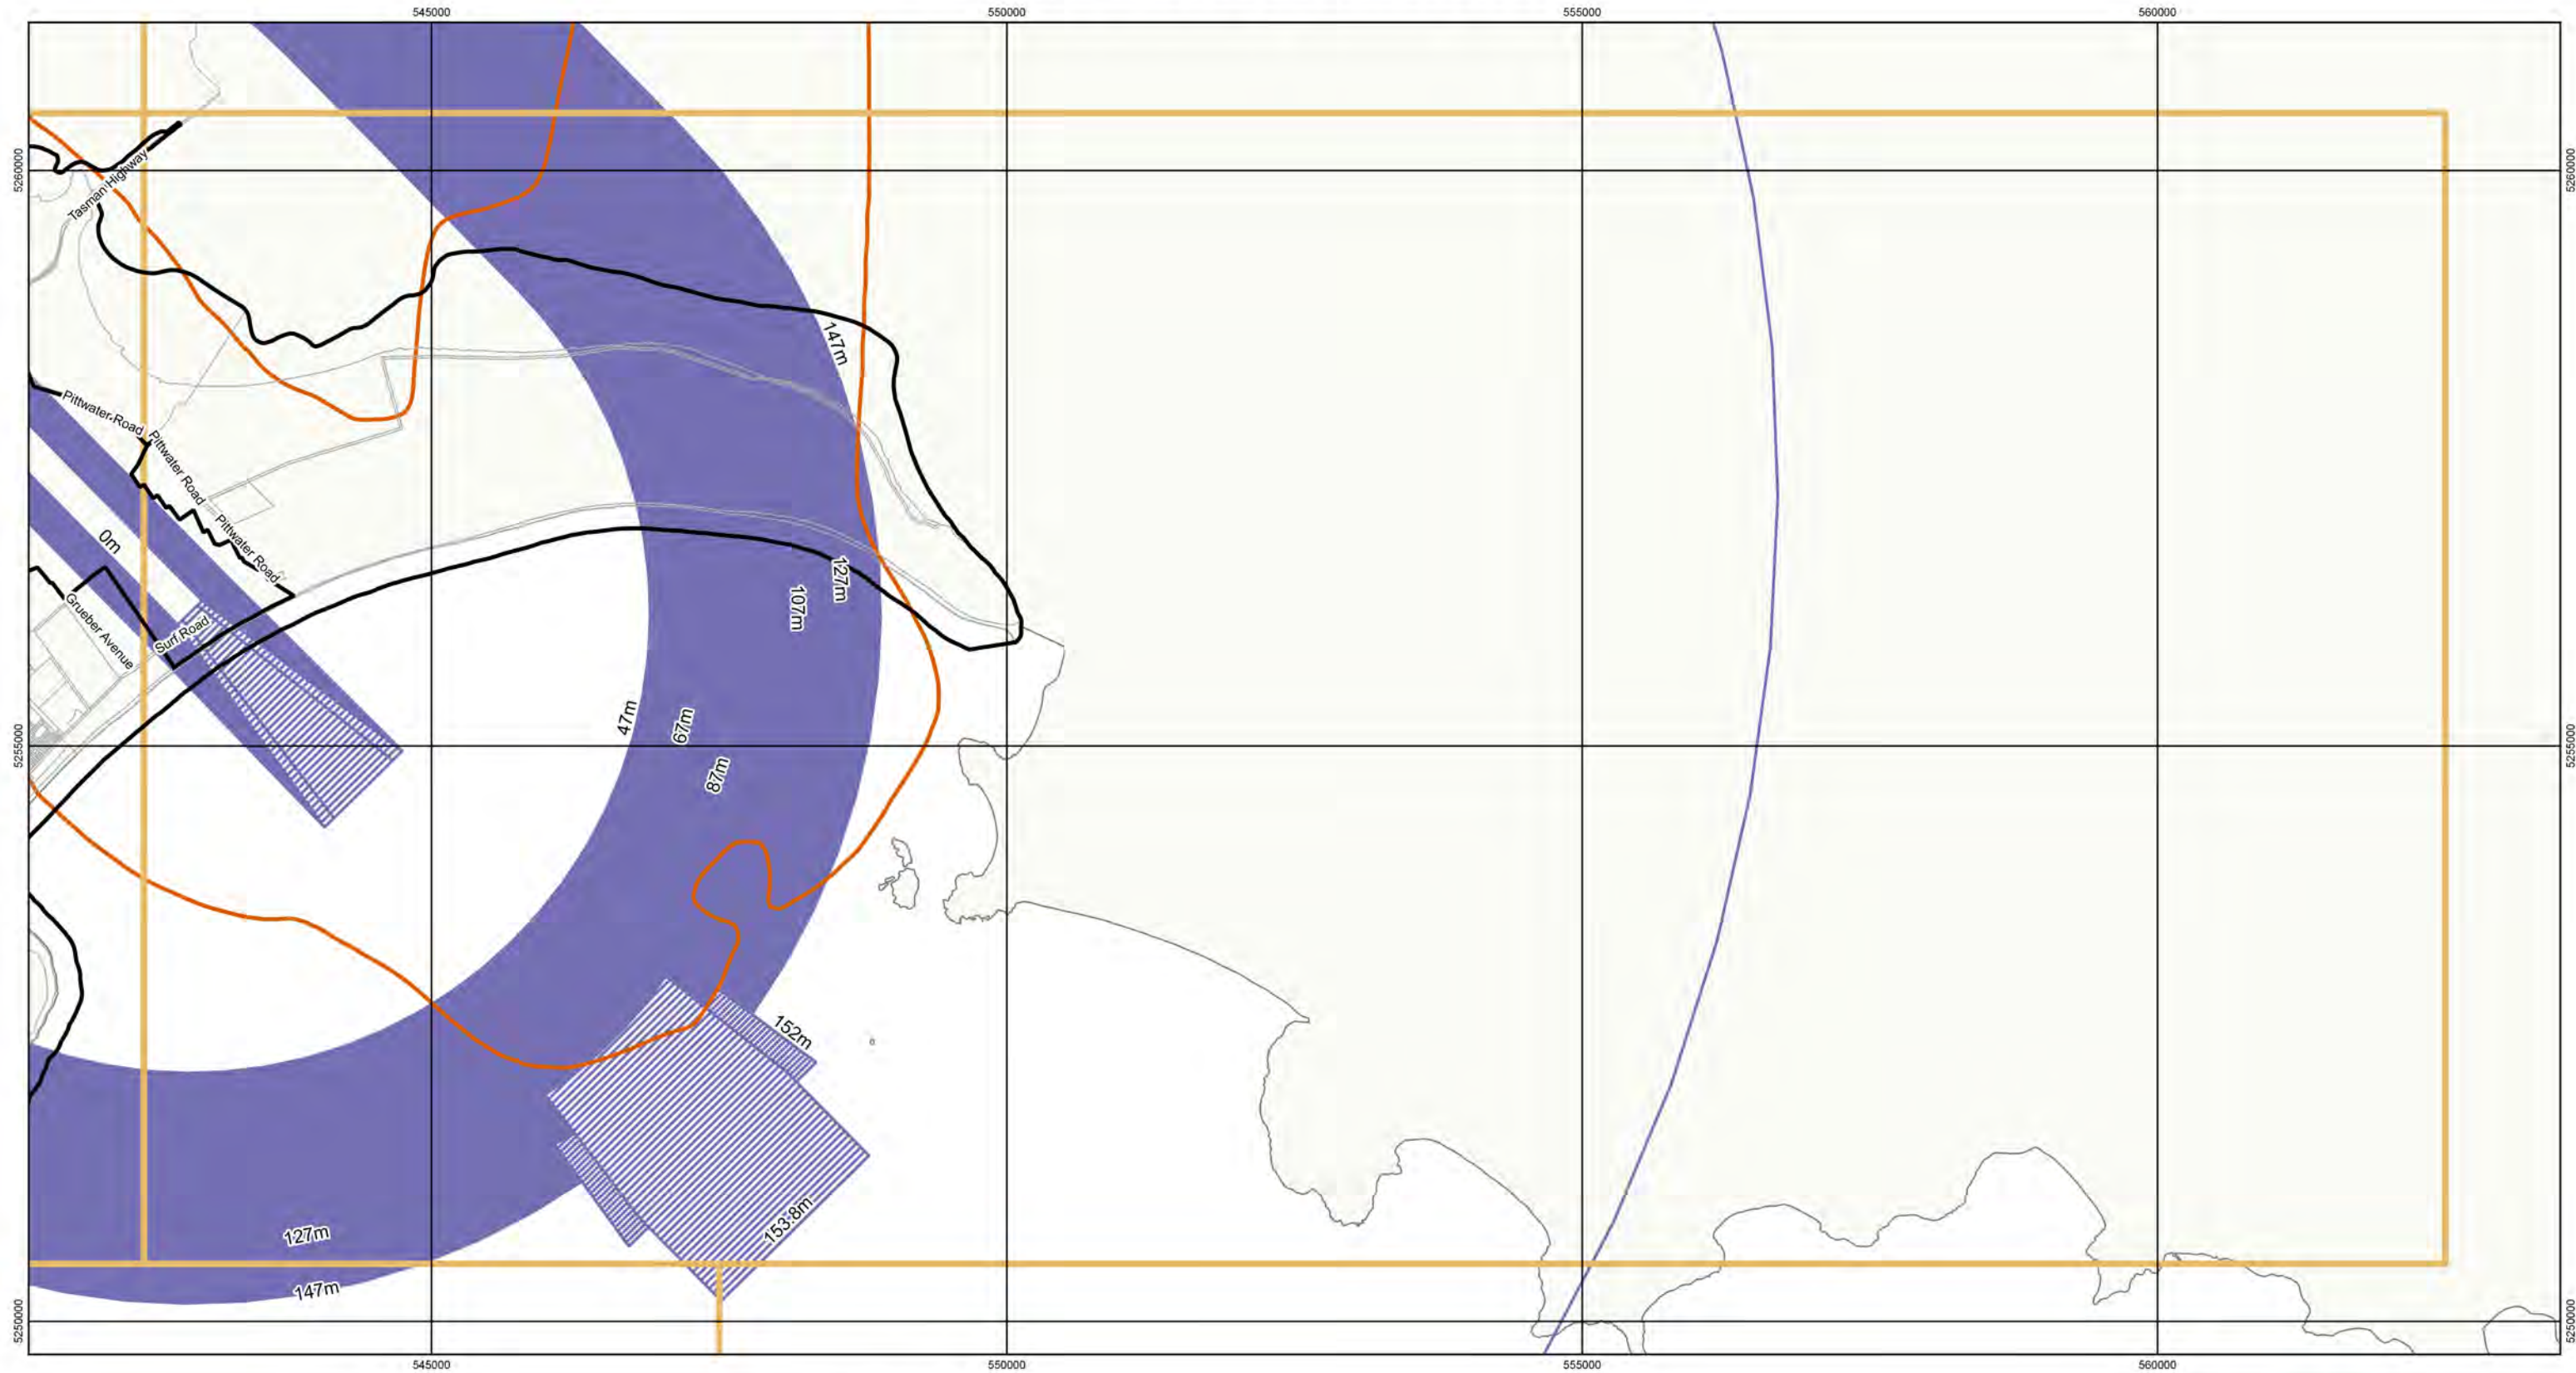 545000
550000
555000
560000
5260000
5260000
Tasman Highway
147m
Pittwater Road
Pittwater Road
Pittwater Road
0m
127m
107m
Grueber Avenue
Surf Road
47m
67m
87m
5255000
5255000
152m
153.8m
127m
147m
5250000
5250000
545000
550000
555000
560000